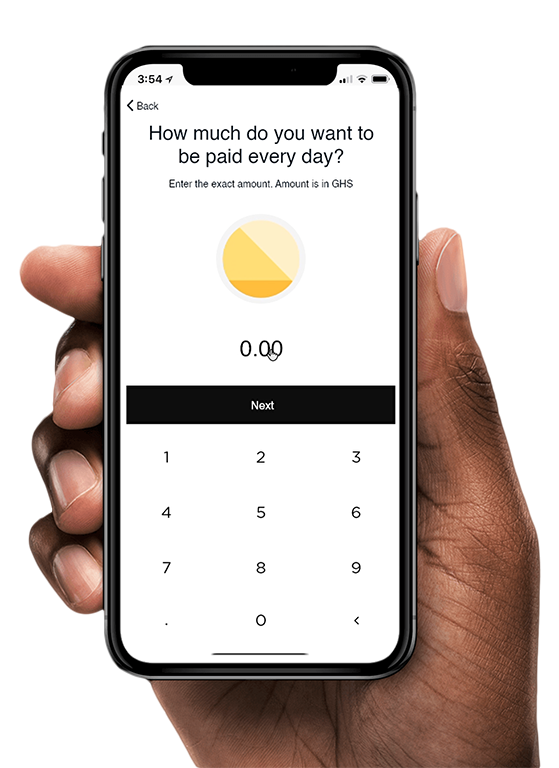 3:54
Back
How much do you want to
be paid every day?
Enter the exact amount. Amount is in GHS
0.00
Next
1 2 3
4 5 6
7 8 9
. 0 <